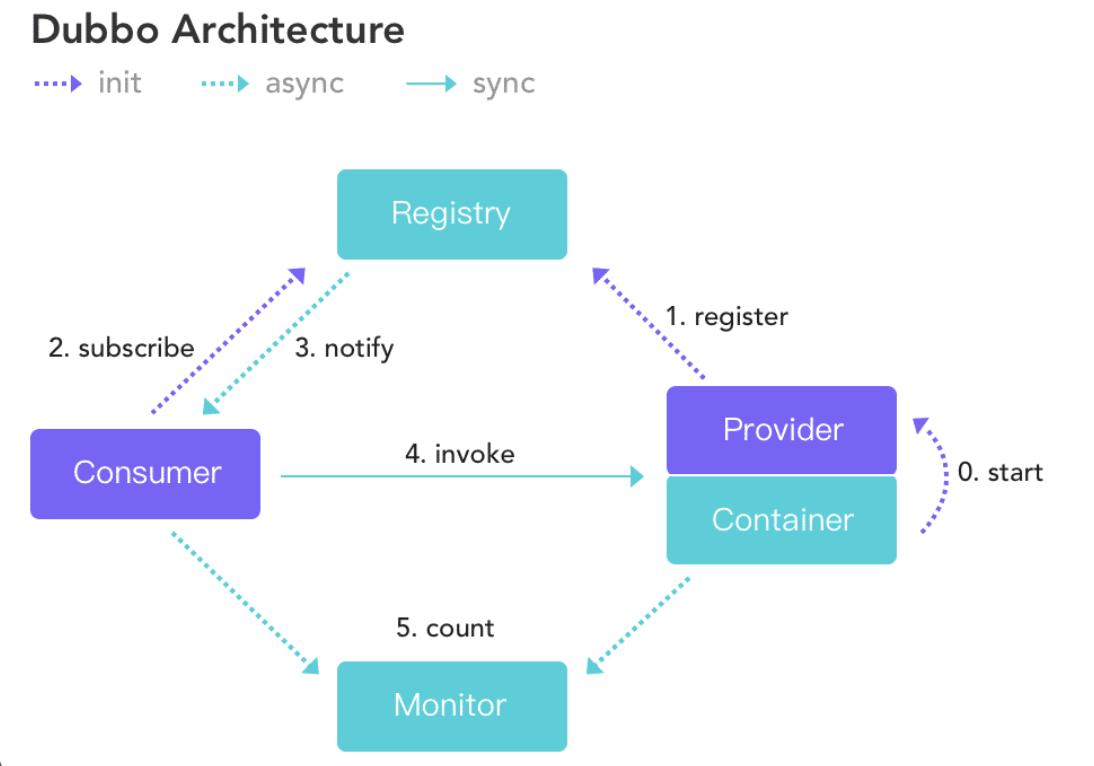 Dubbo Architecture
init async sync
Registry
1. register
2. subscribe 3. notify
Provider
4. invoke
Consumer 0. start
Container
5. count
Monitor